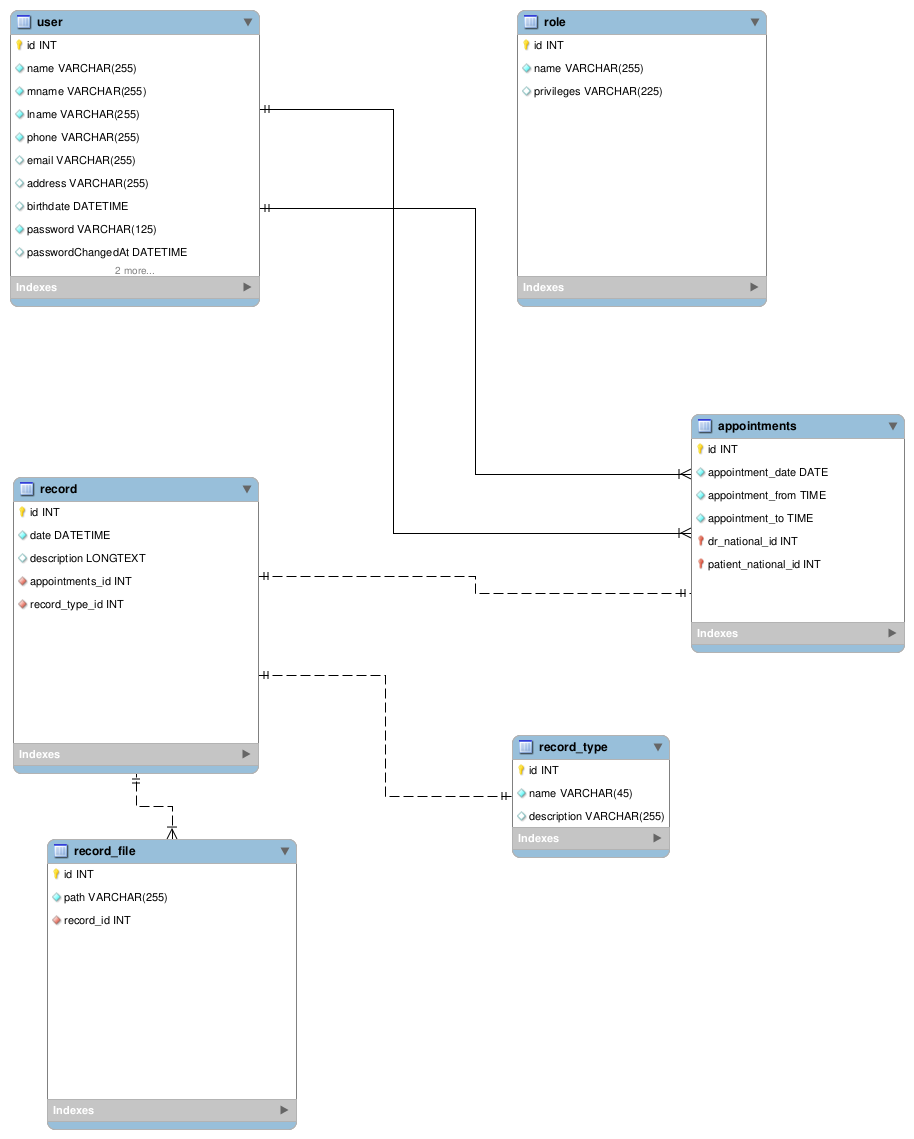 user
id INT
name VARCHAR(255)
mname VARCHAR(255)
lname VARCHAR(255)
phone VARCHAR(255)
email VARCHAR(255)
address VARCHAR(255)
birthdate DATETIME
password VARCHAR(125)
passwordChangedAt DATETIME
2 more...
Indexes
role
id INT
name VARCHAR(255)
privileges VARCHAR(225)
Indexes
appointments
id INT
appointment_date DATE
appointment_from TIME
appointment_to TIME
dr_national_id INT
patient_national_id INT
Indexes
record
id INT
date DATETIME
description LONGTEXT
appointments_id INT
record_type_id INT
Indexes
record_type
id INT
name VARCHAR(45)
description VARCHAR(255)
Indexes
record_file
id INT
path VARCHAR(255)
record_id INT
Indexes